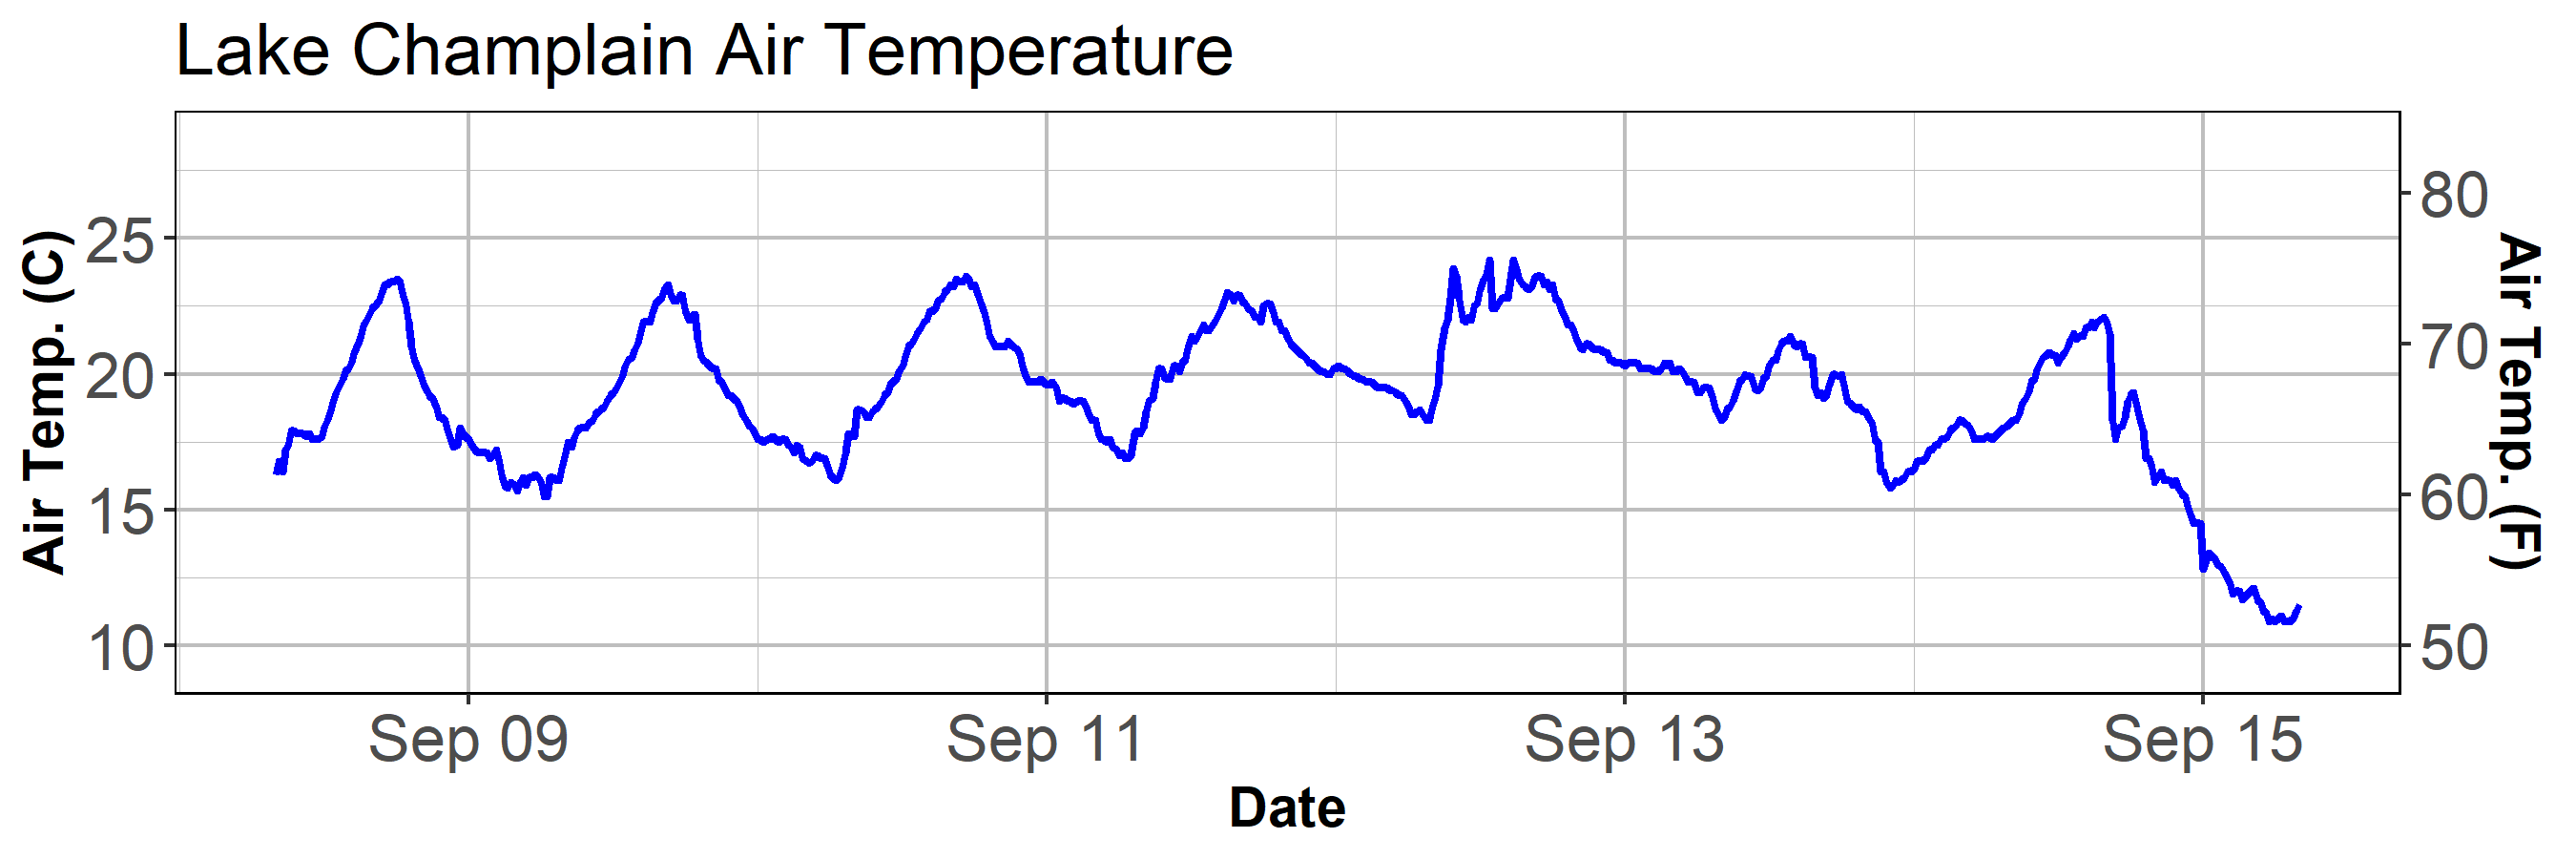 Lake Champlain Air Temperature
Air Temp. (C)
25
20
15
10
80
70
60
50
Air Temp. (F)
Sep 09
Sep 11
Sep 13
Sep 15
Date